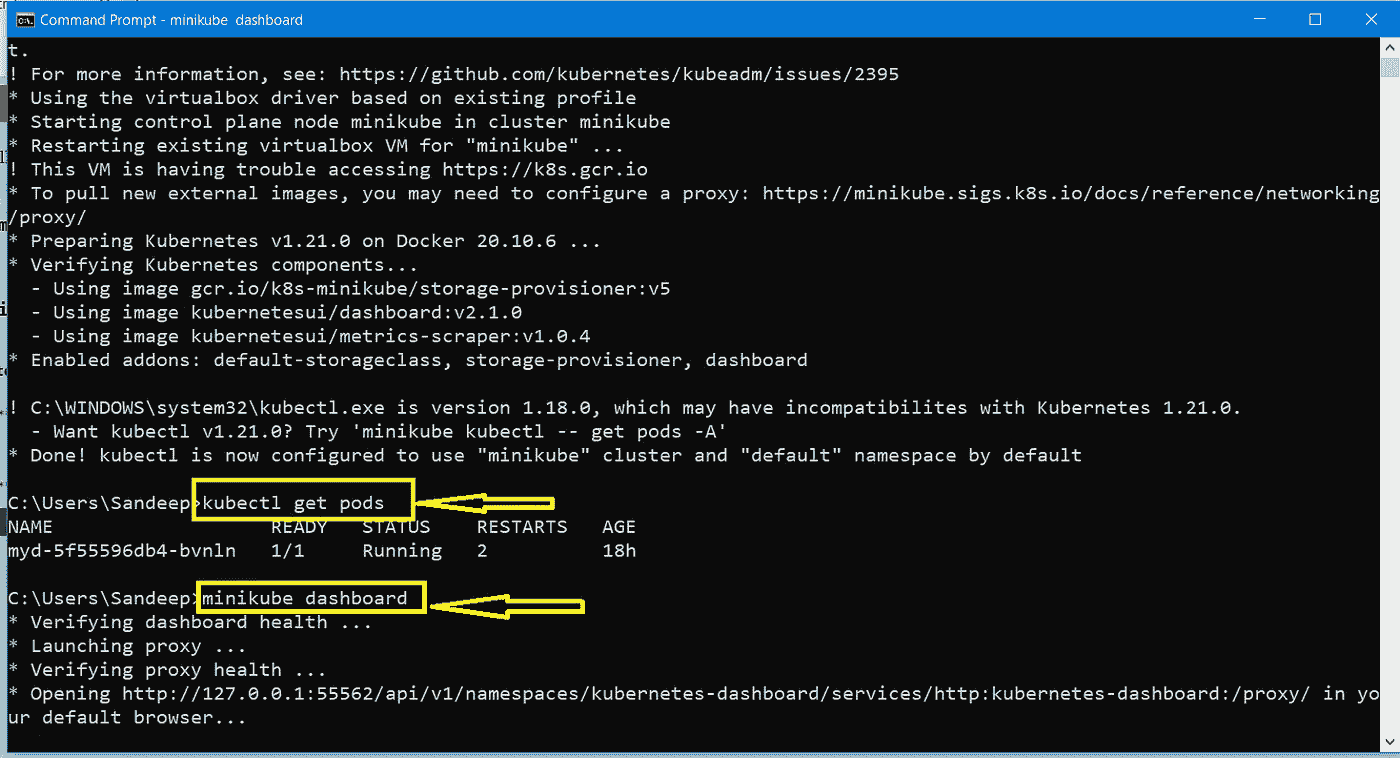 Command Prompt - minikube  dashboard
t.
! For more information, see: https://github.com/kubernetes/kubeadm/issues/2395
* Using the virtualbox driver based on existing profile
* Starting control plane node minikube in cluster minikube
* Restarting existing virtualbox VM for "minikube" ...
! This VM is having trouble accessing https://k8s.gcr.io
* To pull new external images, you may need to configure a proxy: https://minikube.sigs.k8s.io/docs/reference/networking
/proxy/
* Preparing Kubernetes v1.21.0 on Docker 20.10.6 ...
* Verifying Kubernetes components...
  - Using image gcr.io/k8s-minikube/storage-provisioner:v5
  - Using image kubernetesui/dashboard:v2.1.0
  - Using image kubernetesui/metrics-scraper:v1.0.4
* Enabled addons: default-storageclass, storage-provisioner, dashboard
! C:\WINDOWS\system32\kubectl.exe is version 1.18.0, which may have incompatibilites with Kubernetes 1.21.0.
  - Want kubectl v1.21.0? Try 'minikube kubectl -- get pods -A'
* Done! kubectl is now configured to use "minikube" cluster and "default" namespace by default
C:\Users\Sandeep>kubectl get pods
NAME                   READY   STATUS    RESTARTS   AGE
myd-5f55596db4-bvnln   1/1     Running   2          18h
C:\Users\Sandeep>minikube dashboard
* Verifying dashboard health ...
* Launching proxy ...
* Verifying proxy health ...
* Opening http://127.0.0.1:55562/api/v1/namespaces/kubernetes-dashboard/services/http:kubernetes-dashboard:/proxy/ in yo
ur default browser...